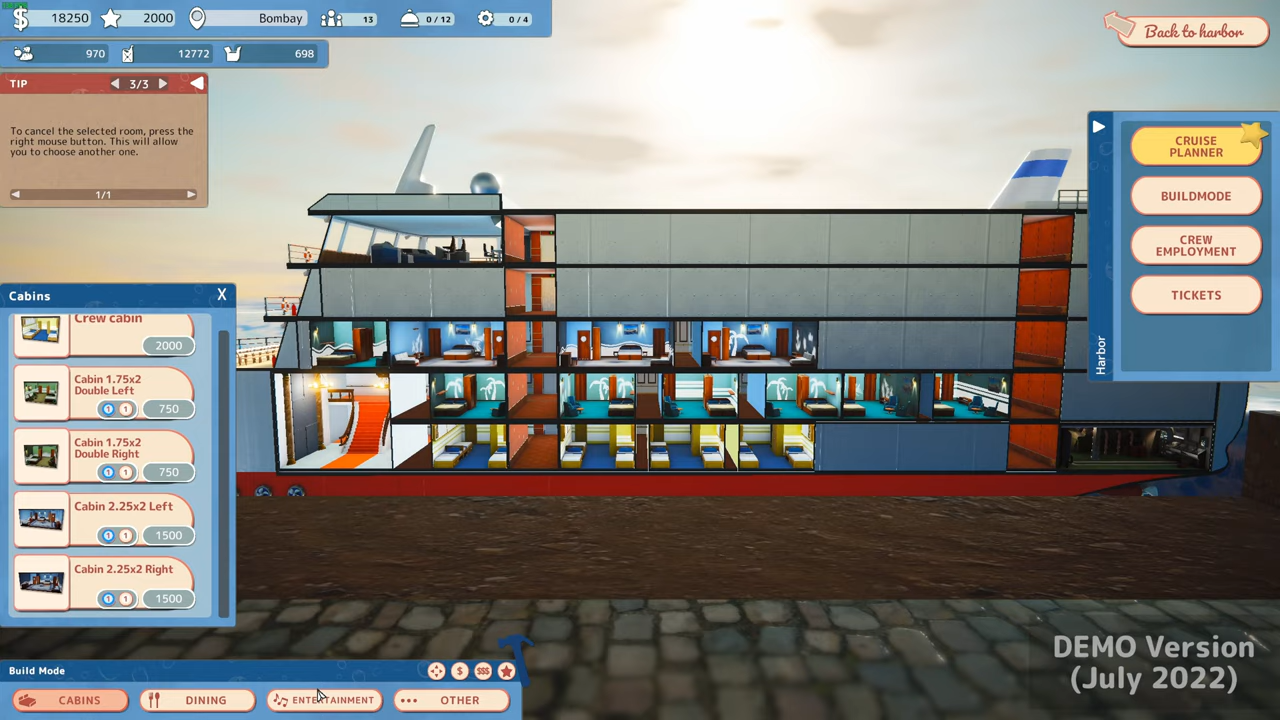 18250
2000
Bombay
13
0 / 12
0 / 4
970
12772
698
Back to harbor
TIP
3/3
To cancel the selected room, press the
right mouse button. This will allow
you to choose another one.
1/1
CRUISE
PLANNER
BUILDMODE
CREW
EMPLOYMENT
TICKETS
Harbor
Cabins
X
Crew cabin
2000
Cabin 1.75x2
Double Left
1 1
750
Cabin 1.75x2
Double Right
1 1
750
Cabin 2.25x2 Left
1 1
1500
Cabin 2.25x2 Right
1 1
1500
Build Mode
$
$$$
CABINS
DINING
ENTERTAINMENT
OTHER
DEMO Version
(July 2022)